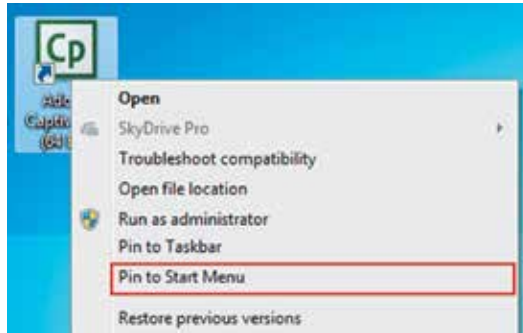 Cp
Open
SkyDrive Pro
Troubleshoot compatibility
Open file location
Run as administrator
Pin to Taskbar
Pin to Start Menu
Restore previous versions